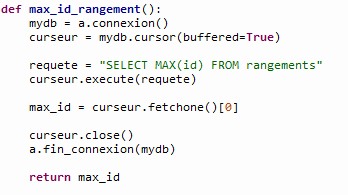 def max_id_rangement():
    mydb = a.connexion()
    curseur = mydb.cursor(buffered=True)
    requete = "SELECT MAX(id) FROM rangements"
    curseur.execute(requete)
    max_id = curseur.fetchone()[0]
    curseur.close()
    a.fin_connexion(mydb)
    return max_id